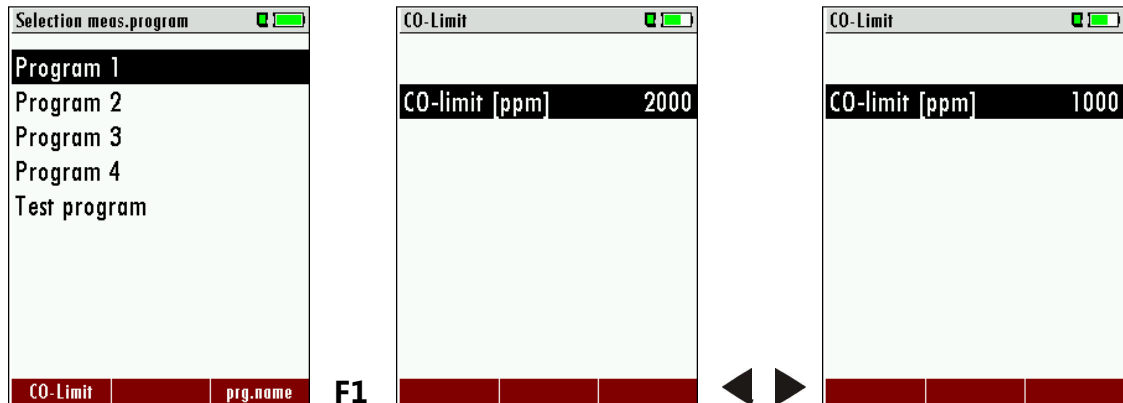 Selection meas.program
Program 1
Program 2
Program 3
Program 4
Test program
CO-Limit prg.name
F1
CO-Limit
CO-limit [ppm] 2000
CO-Limit
CO-limit [ppm] 1000